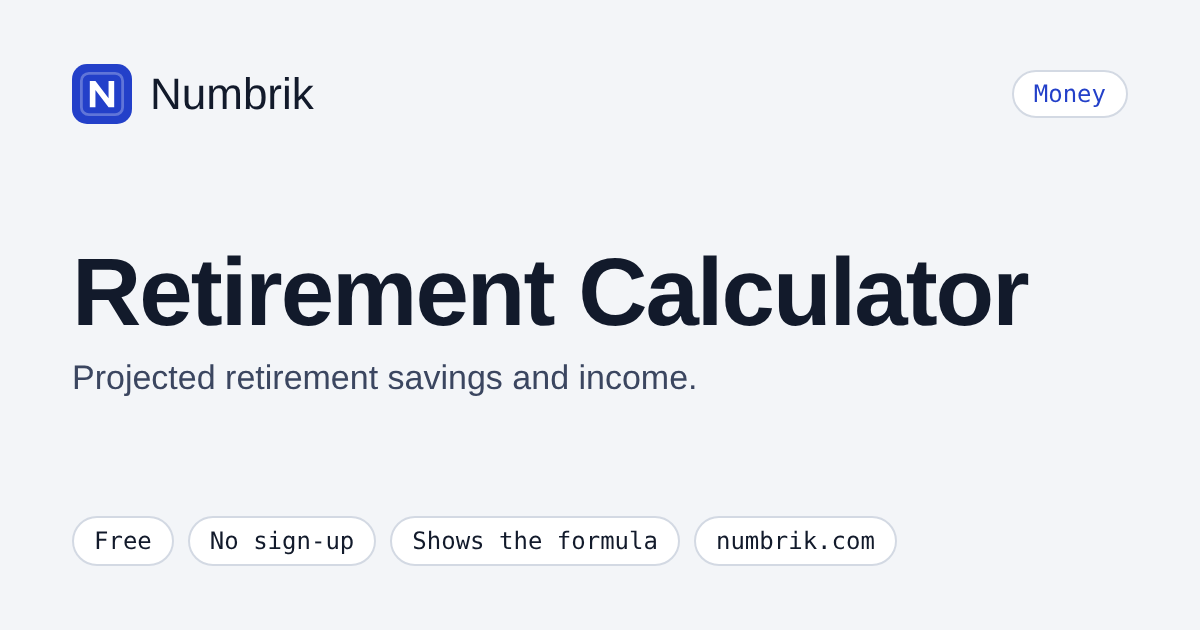 N Numbrik
Money
Retirement Calculator
Projected retirement savings and income.
Free
No sign-up
Shows the formula
numbrik.com